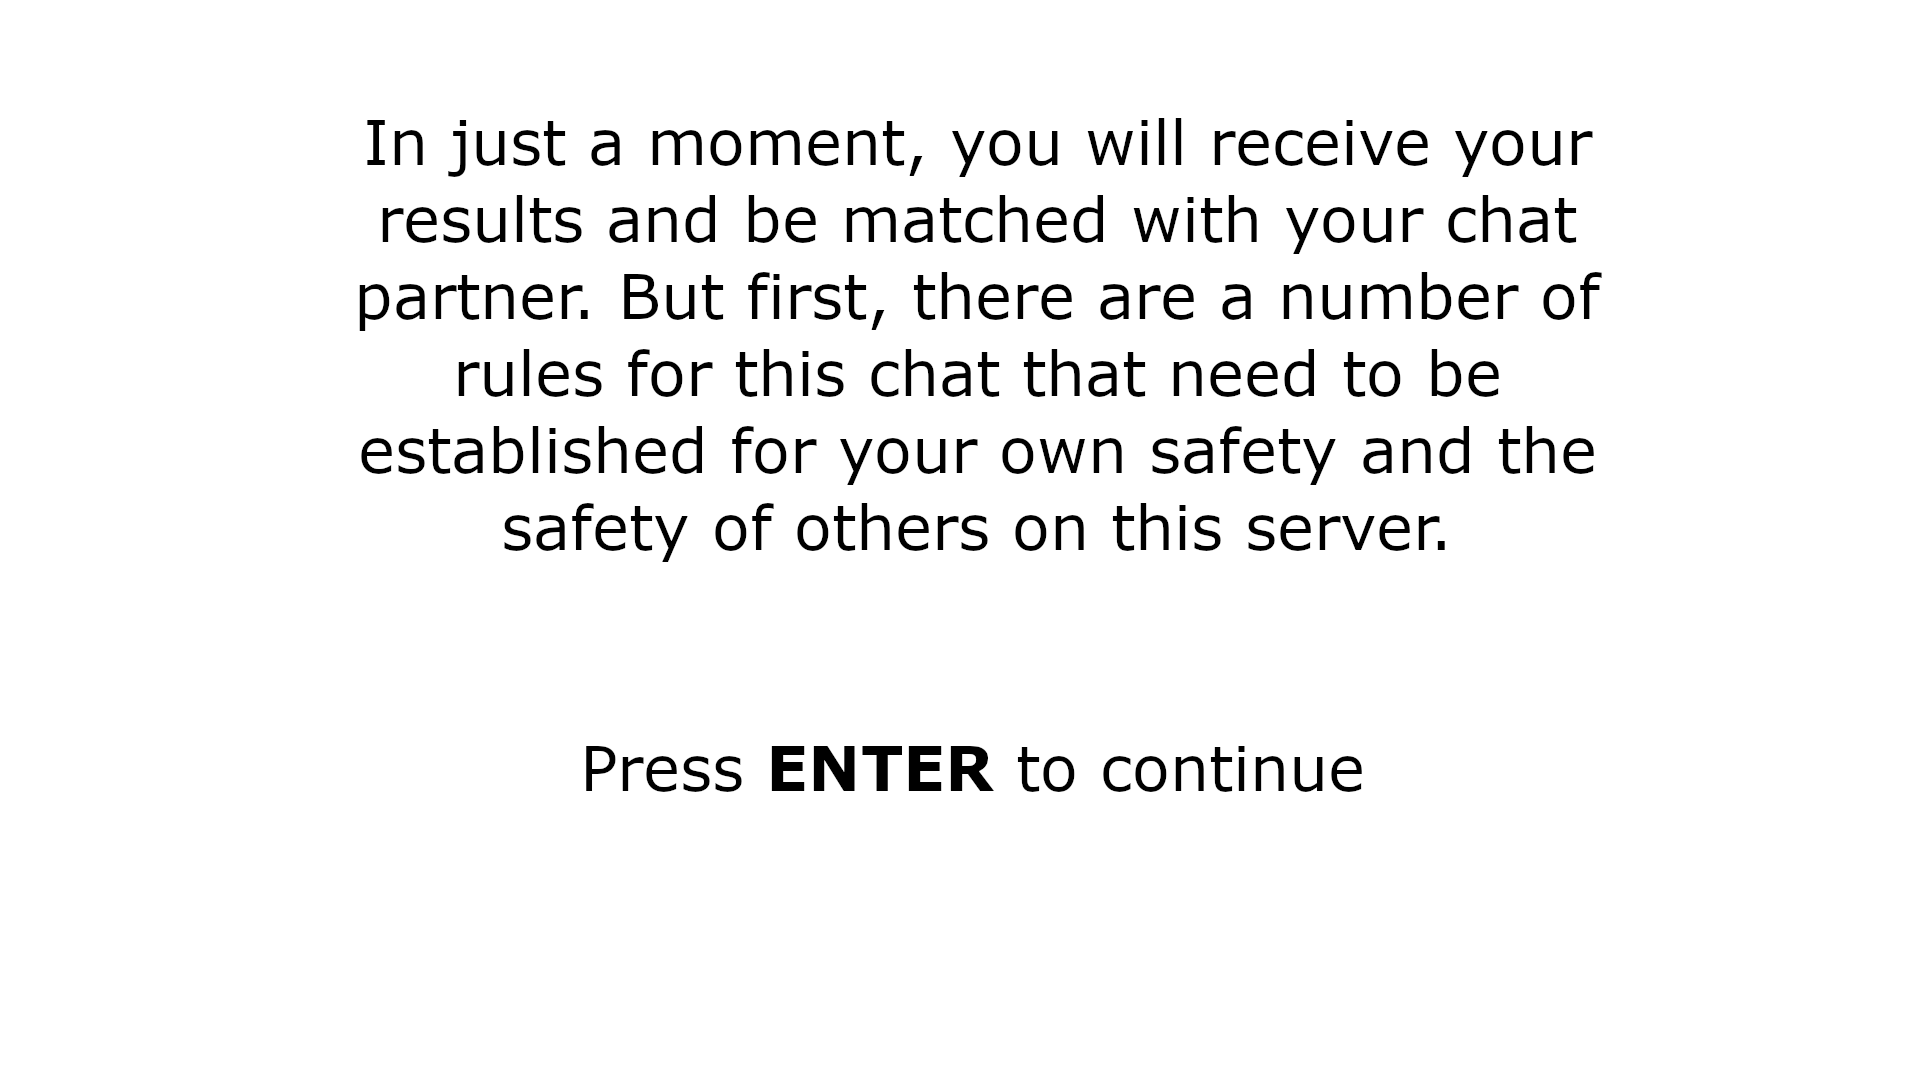 In just a moment, you will receive your
results and be matched with your chat
partner. But first, there are a number of
rules for this chat that need to be
established for your own safety and the
safety of others on this server.
Press ENTER to continue